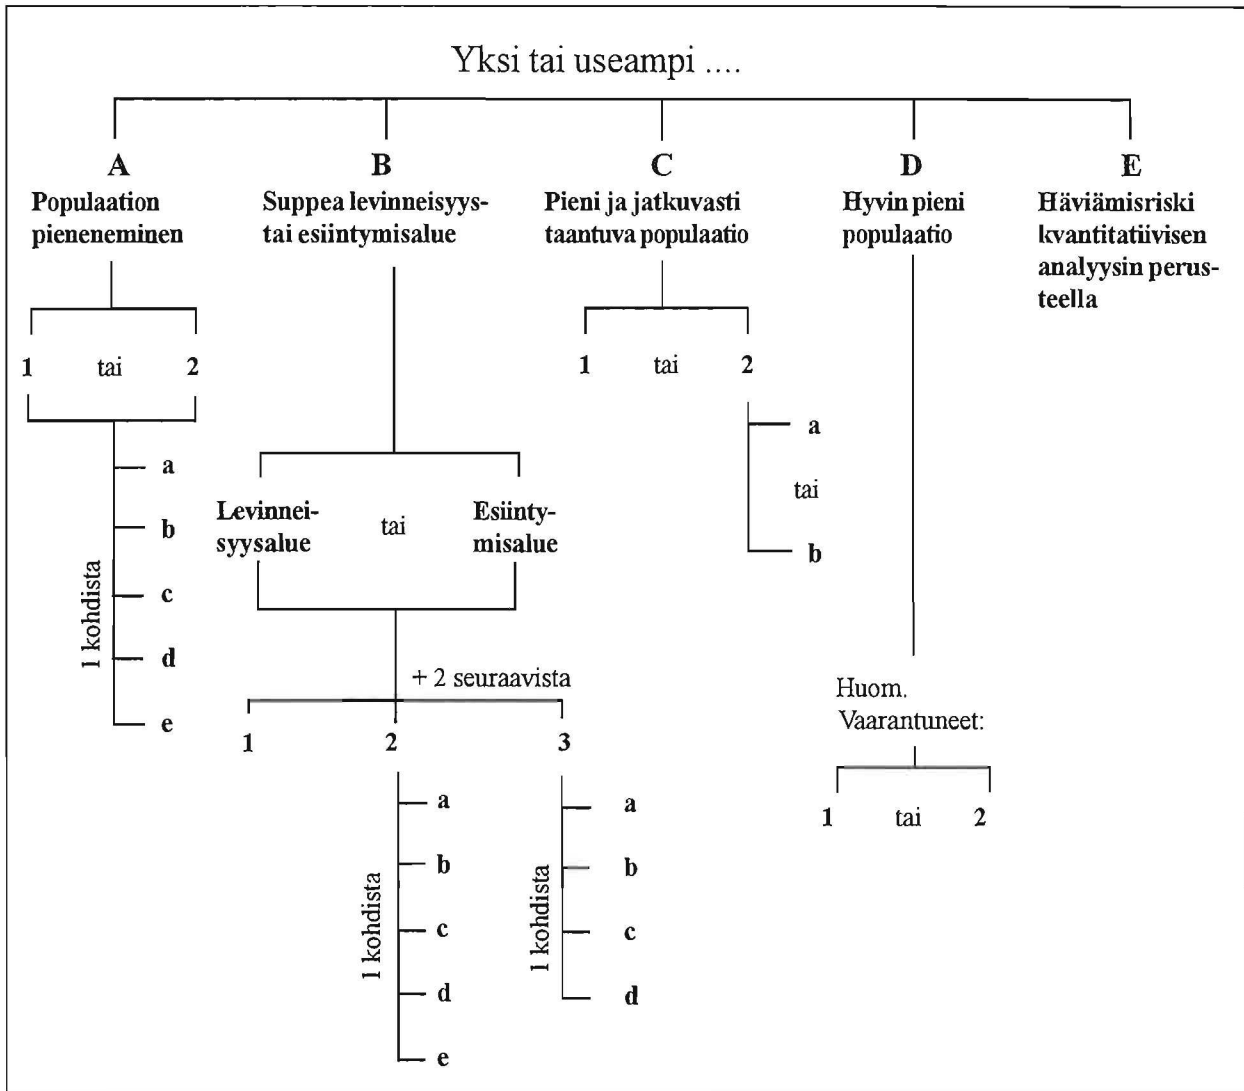 Yksi tai useampi ....
A
Populaation
pieneneminen
1 tai 2
1 kohdista
a
b
c
d
e
B
Suppea levinneisyys-
tai esiintymisalue
Levinnei-
syysalue
tai
Esiinty-
misalue
+ 2 seuraavista
1 2 3
1 kohdista
a
b
c
d
e
1 kohdista
a
b
c
d
C
Pieni ja jatkuvasti
taantuva populaatio
1 tai 2
a
tai
b
D
Hyvin pieni
populaatio
Huom.
Vaarantuneet:
1 tai 2
E
Häviämisriski
kvantitatiivisen
analyysin perus-
teella